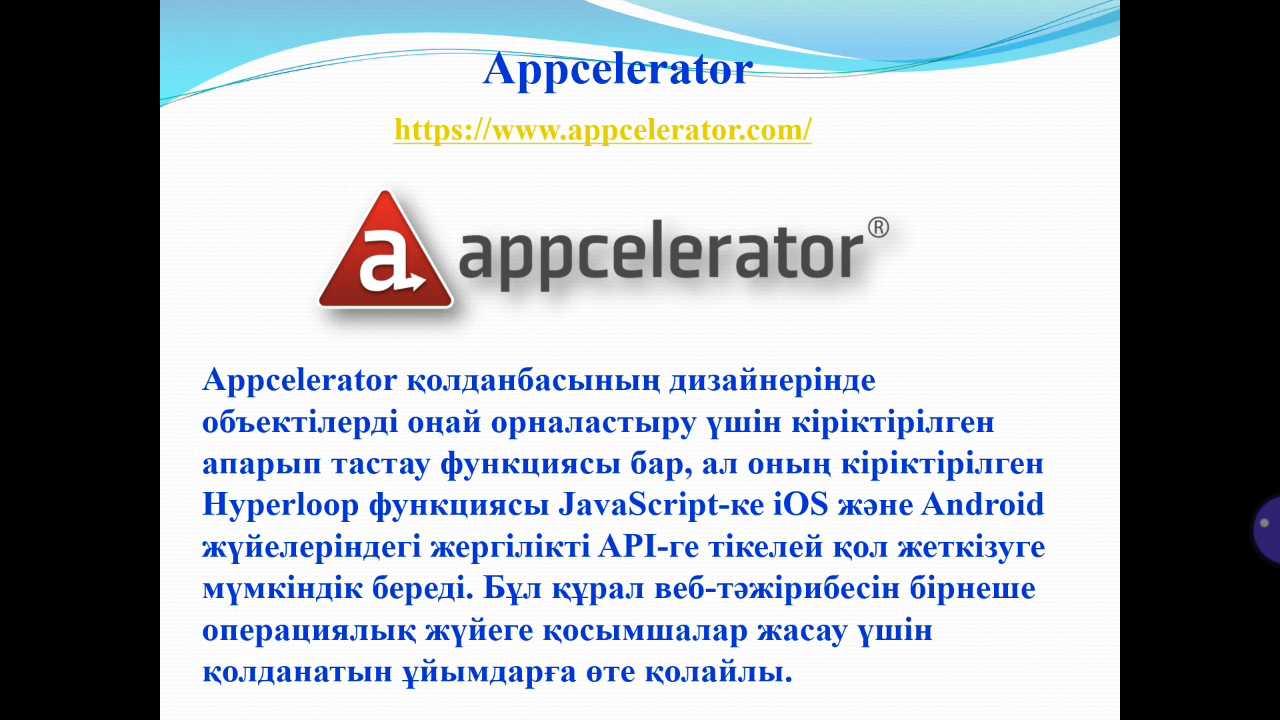 Appcelerator
https://www.appcelerator.com/
a appcelerator®
Appcelerator қолданбасының дизайнерінде
объектілерді оңай орналастыру үшін кіріктірілген
апарып тастау функциясы бар, ал оның кіріктірілген
Hyperloop функциясы JavaScript-ке iOS және Android
жүйелеріндегі жергілікті API-ге тікелей қол жеткізуге
мүмкіндік береді. Бұл құрал веб-тәжірибесін бірнеше
операциялық жүйеге қосымшалар жасау үшін
қолданатын ұйымдарға өте қолайлы.